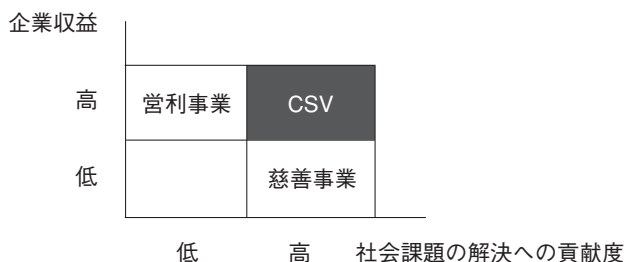 企業収益
高 営利事業 CSV
低 慈善事業
低 高 社会課題の解決への貢献度